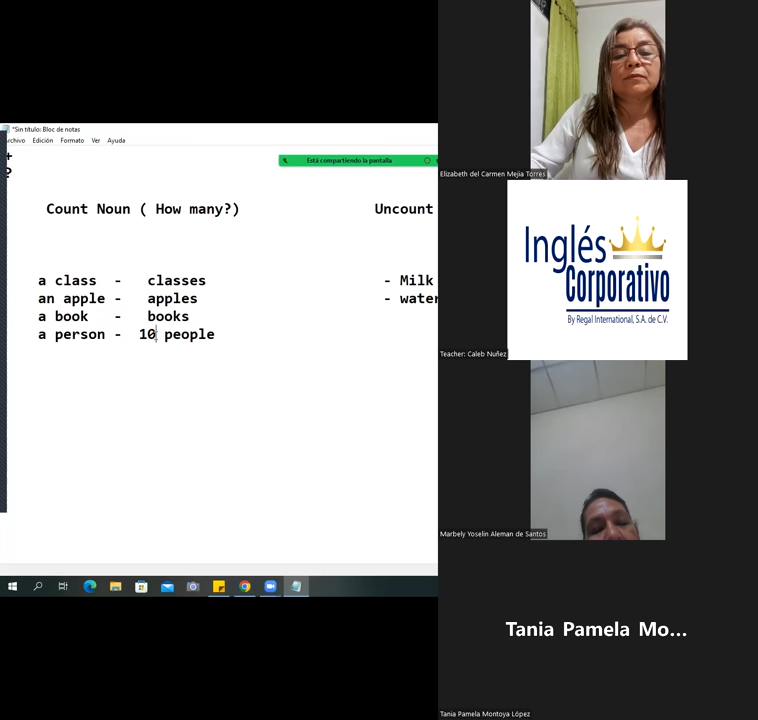 *Sin título: Bloc de notas
Archivo Edición Formato Ver Ayuda
+
?
Está compartiendo la pantalla
Count Noun ( How many?) Uncount
a class - classes - Milk
an apple - apples - water
a book - books
a person - 10 people
Elizabeth del Carmen Mejia Torres
Inglés
Corporativo
By Regal International, S.A. de C.V.
Teacher: Caleb Nuñez
Marbely Yoselin Aleman de Santos
Tania Pamela Mo...
Tania Pamela Montoya López